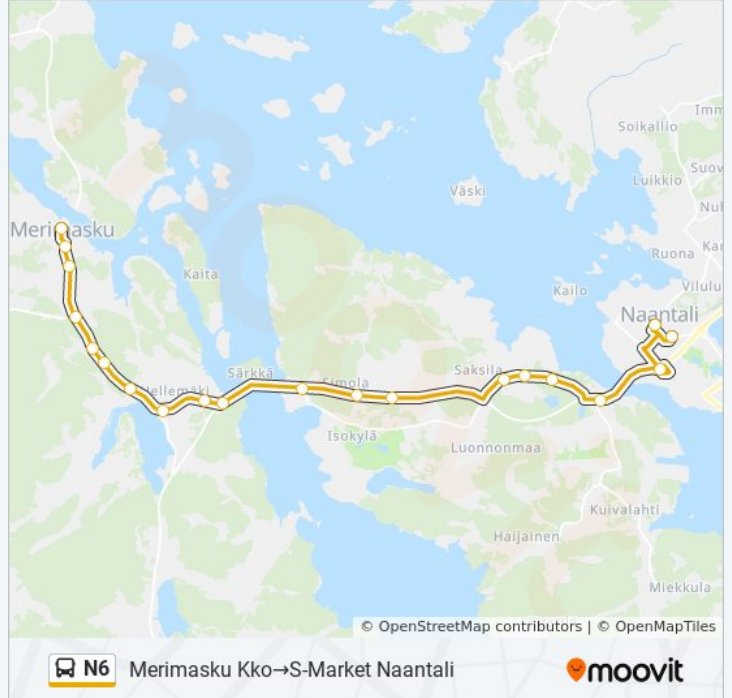 Imm
Soikallio
Suov
Luikkio
Väski
Nul
Merimasku
Ruona
Kar
Kaita
Kailo
Vilulu
Naantali
Särkkä
Saksila
Simola
Hellemäki
Isokylä
Luonnonmaa
Kuivalahti
Haijainen
Miekkula
© OpenStreetMap contributors | © OpenMapTiles
N6 Merimasku Kko→S-Market Naantali
moovit